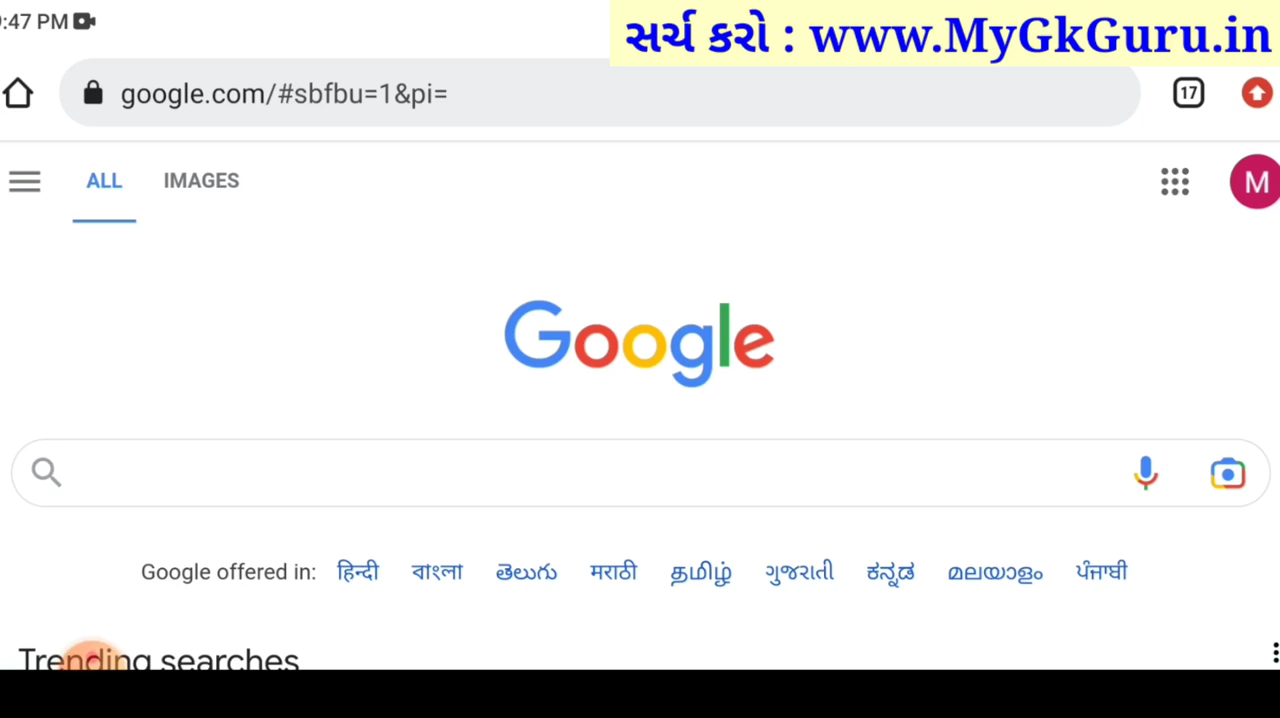 :47 PM
સર્ચ કરો : www.MyGkGuru.in
google.com/#sbfbu=1&pi=
17
ALL IMAGES
M
Google
Google offered in: हिन्दी বাংলা తెలుగు मराठी தமிழ் ગુજરાતી ಕನ್ನಡ മലയാളം ਪੰਜਾਬੀ
Trending searches